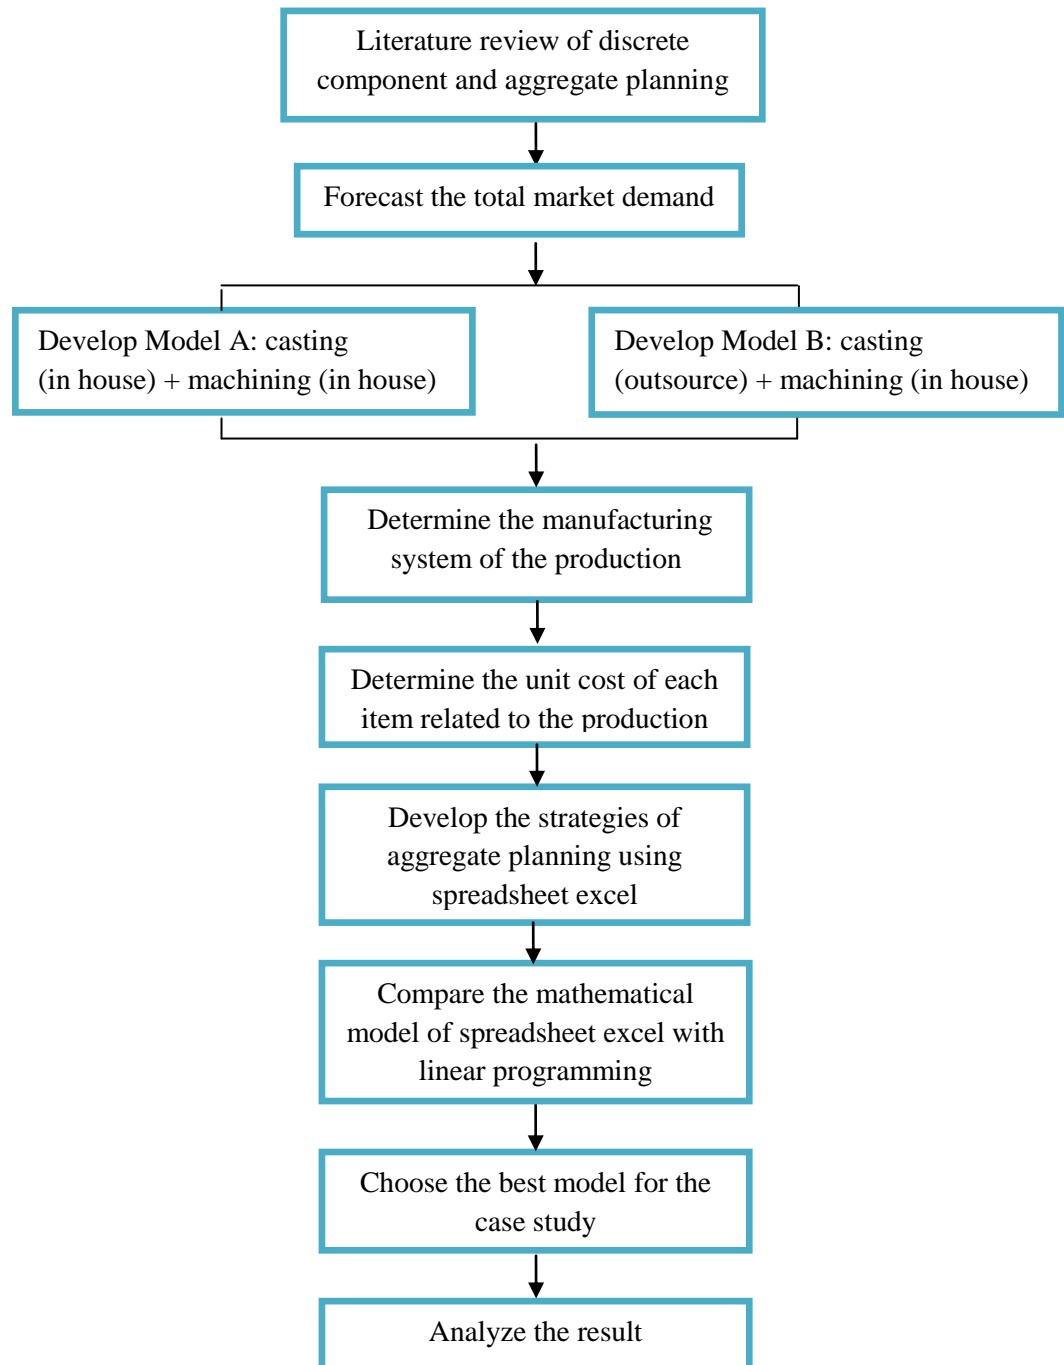 Literature review of discrete
component and aggregate planning
Forecast the total market demand
Develop Model A: casting
(in house) + machining (in house)
Develop Model B: casting
(outsource) + machining (in house)
Determine the manufacturing
system of the production
Determine the unit cost of each
item related to the production
Develop the strategies of
aggregate planning using
spreadsheet excel
Compare the mathematical
model of spreadsheet excel with
linear programming
Choose the best model for the
case study
Analyze the result